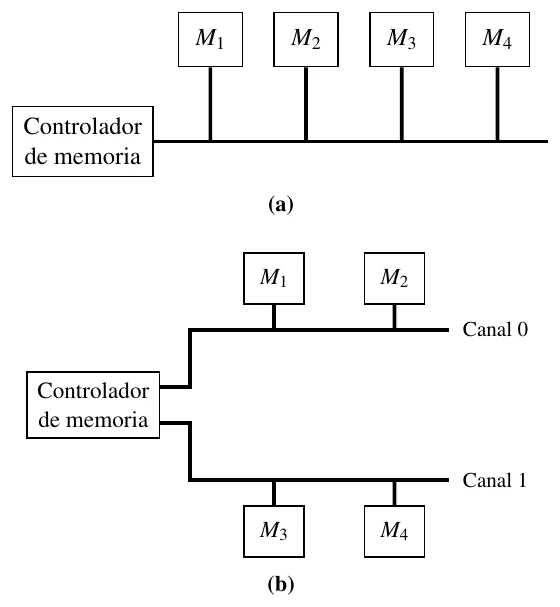 M1 M2 M3 M4
Controlador
de memoria
(a)
M1 M2
Canal 0
Controlador
de memoria
Canal 1
M3 M4
(b)